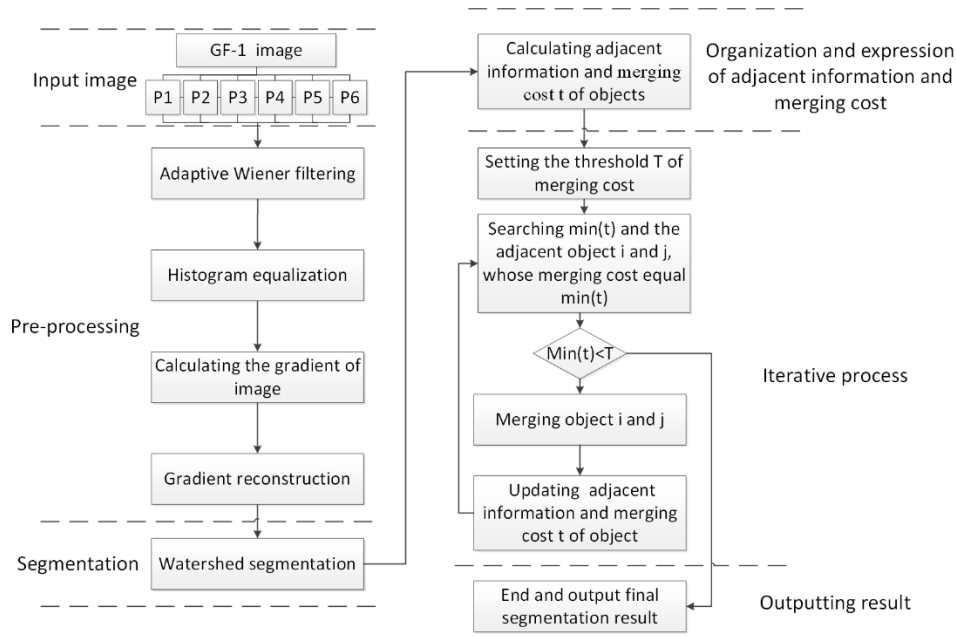 GF-1 image
Input image
P1 P2 P3 P4 P5 P6
Adaptive Wiener filtering
Histogram equalization
Pre-processing
Calculating the gradient of
image
Gradient reconstruction
Segmentation
Watershed segmentation
Calculating adjacent
information and merging
cost t of objects
Organization and expression
of adjacent information and
merging cost
Setting the threshold T of
merging cost
Searching min(t) and the
adjacent object i and j,
whose merging cost equal
min(t)
Min(t)<T
Iterative process
Merging object i and j
Updating adjacent
information and merging
cost t of object
End and output final
segmentation result
Outputting result